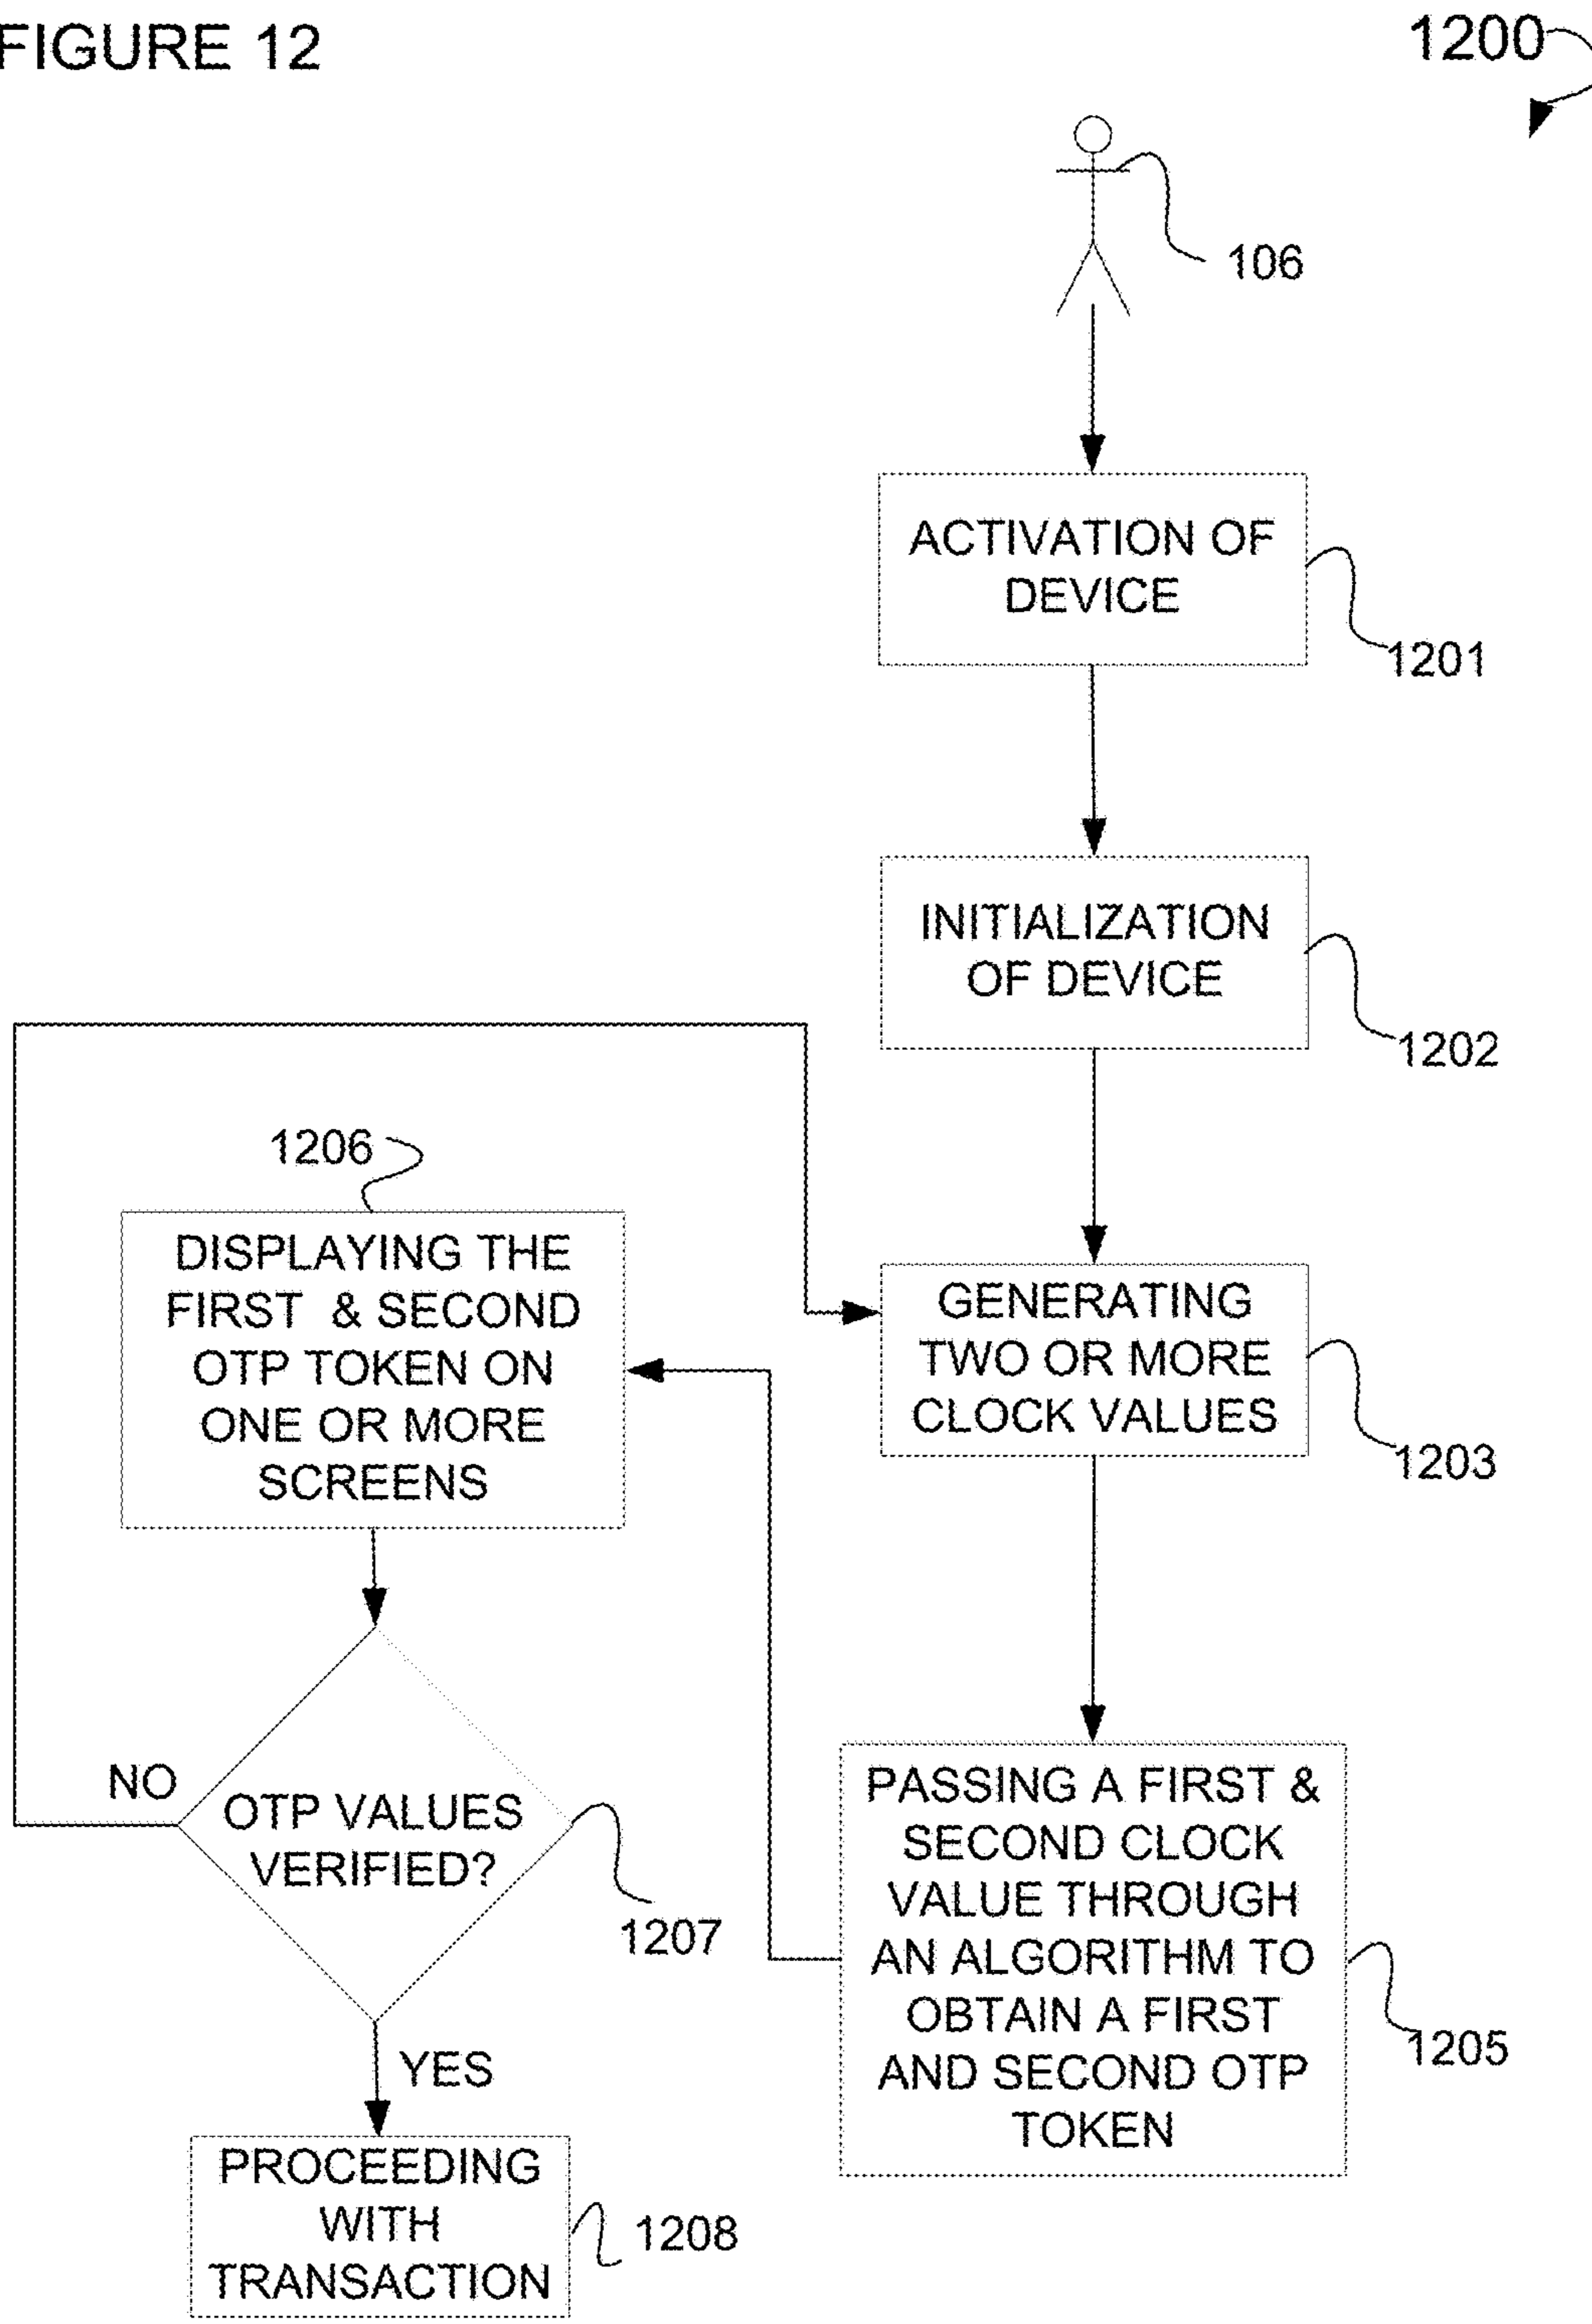 FIGURE 12
1200
106
ACTIVATION OF
DEVICE
1201
INITIALIZATION
OF DEVICE
1202
GENERATING
TWO OR MORE
CLOCK VALUES
1203
PASSING A FIRST &
SECOND CLOCK
VALUE THROUGH
AN ALGORITHM TO
OBTAIN A FIRST
AND SECOND OTP
TOKEN
1205
1206
DISPLAYING THE
FIRST & SECOND
OTP TOKEN ON
ONE OR MORE
SCREENS
NO
OTP VALUES
VERIFIED?
1207
YES
PROCEEDING
WITH
TRANSACTION
1208